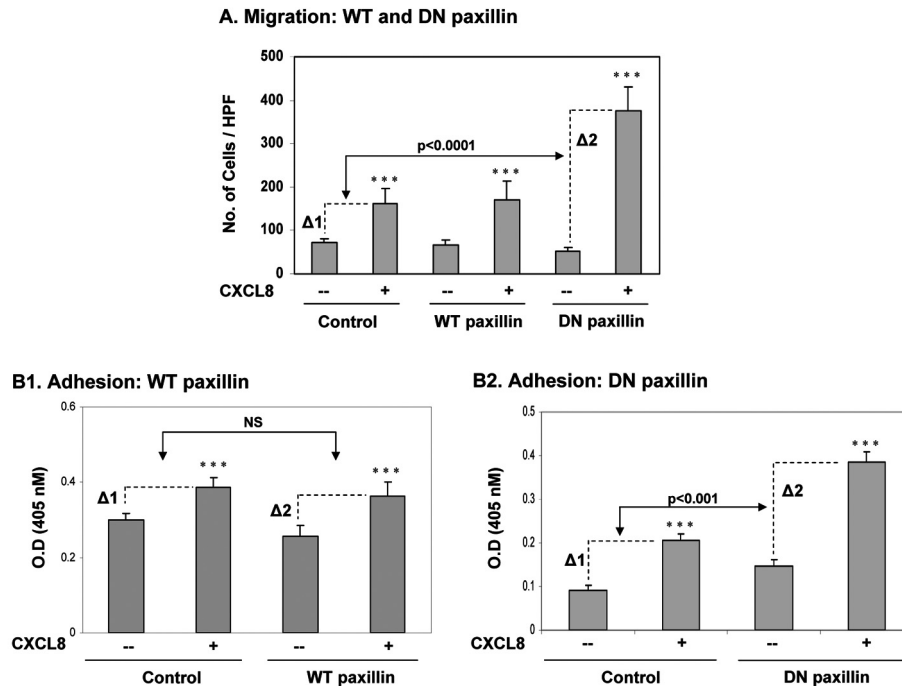 A. Migration: WT and DN paxillin
500
400
300
200
100
0
No. of Cells / HPF
Δ1
***
p<0.0001
***
Δ2
***
CXCL8 -- + -- + -- +
Control WT paxillin DN paxillin
B1. Adhesion: WT paxillin
0.6
0.4
0.2
0
O.D (405 nM)
NS
Δ1
***
Δ2
***
CXCL8 -- + -- +
Control WT paxillin
B2. Adhesion: DN paxillin
0.5
0.4
0.3
0.2
0.1
0
O.D (405 nM)
Δ1
***
p<0.001
Δ2
***
CXCL8 -- + -- +
Control DN paxillin